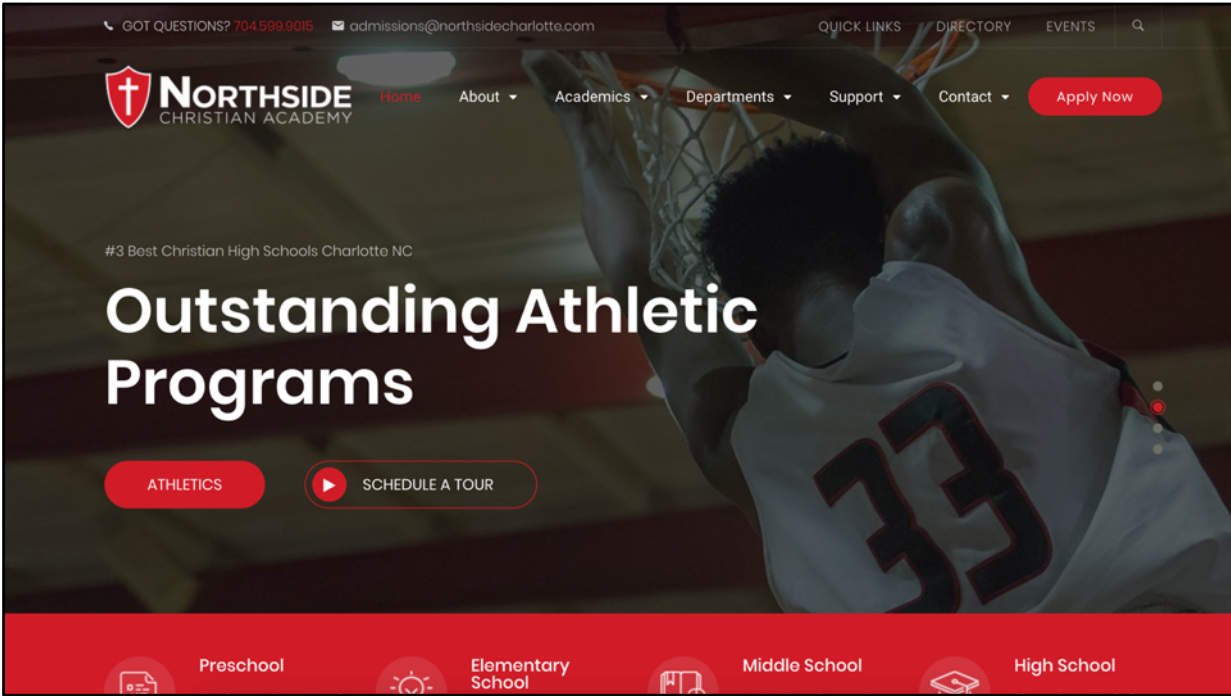 GOT QUESTIONS? 704.599.9015 admissions@northsidecharlotte.com QUICK LINKS DIRECTORY EVENTS
NORTHSIDE
CHRISTIAN ACADEMY
Home About Academics Departments Support Contact Apply Now
#3 Best Christian High Schools Charlotte NC
Outstanding Athletic
Programs
ATHLETICS SCHEDULE A TOUR
33
Preschool Elementary
School Middle School High School